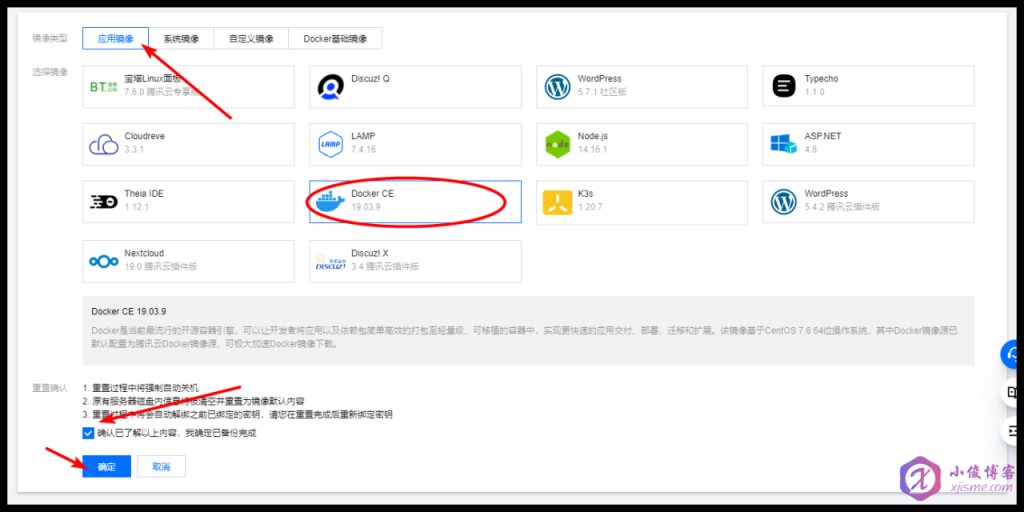 镜像类型
应用镜像
系统镜像
自定义镜像
Docker基础镜像
选择镜像
宝塔Linux面板
7.6.0 腾讯云专享版
Discuz! Q
WordPress
5.7.1 社区版
Typecho
1.1.0
Cloudreve
3.3.1
LAMP
7.4.16
Node.js
14.16.1
ASP.NET
4.8
Theia IDE
1.12.1
Docker CE
19.03.9
K3s
1.20.7
WordPress
5.4.2 腾讯云插件版
Nextcloud
19.0 腾讯云插件版
Discuz! X
3.4 腾讯云插件版
Docker CE 19.03.9
Docker是当前最流行的开源容器引擎，可以让开发者将应用以及依赖包简单高效的打包至轻量级、可移植的容器中，实现更快速的应用交付、部署、迁移和扩展。该镜像基于CentOS 7.6 64位操作系统，其中Docker镜像源已
默认配置为腾讯云Docker镜像源，可极大加速Docker镜像下载。
重置确认
1. 重置过程中将强制自动关机
2. 原有服务器磁盘内信息将被清空并重置为镜像默认内容
3. 重置过程中将会自动解绑之前已绑定的密钥，请您在重置完成后重新绑定密钥
确认已了解以上内容，我确定已备份完成
确定
取消
小俊博客
xjisme.com